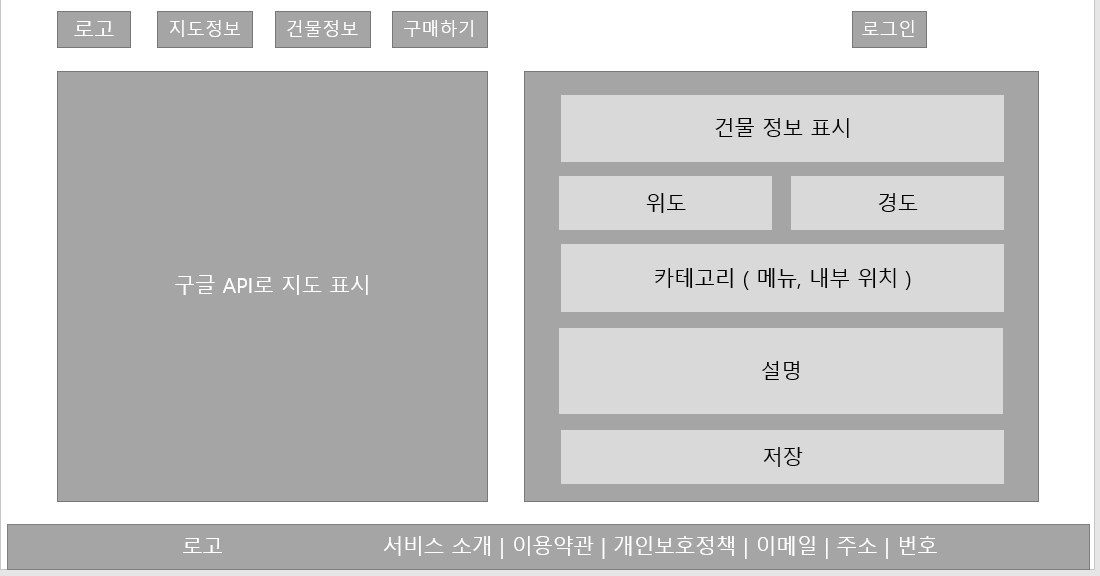 로고 지도정보 건물정보 구매하기 로그인
구글 API로 지도 표시
건물 정보 표시
위도 경도
카테고리 ( 메뉴, 내부 위치 )
설명
저장
로고 서비스 소개 | 이용약관 | 개인보호정책 | 이메일 | 주소 | 번호